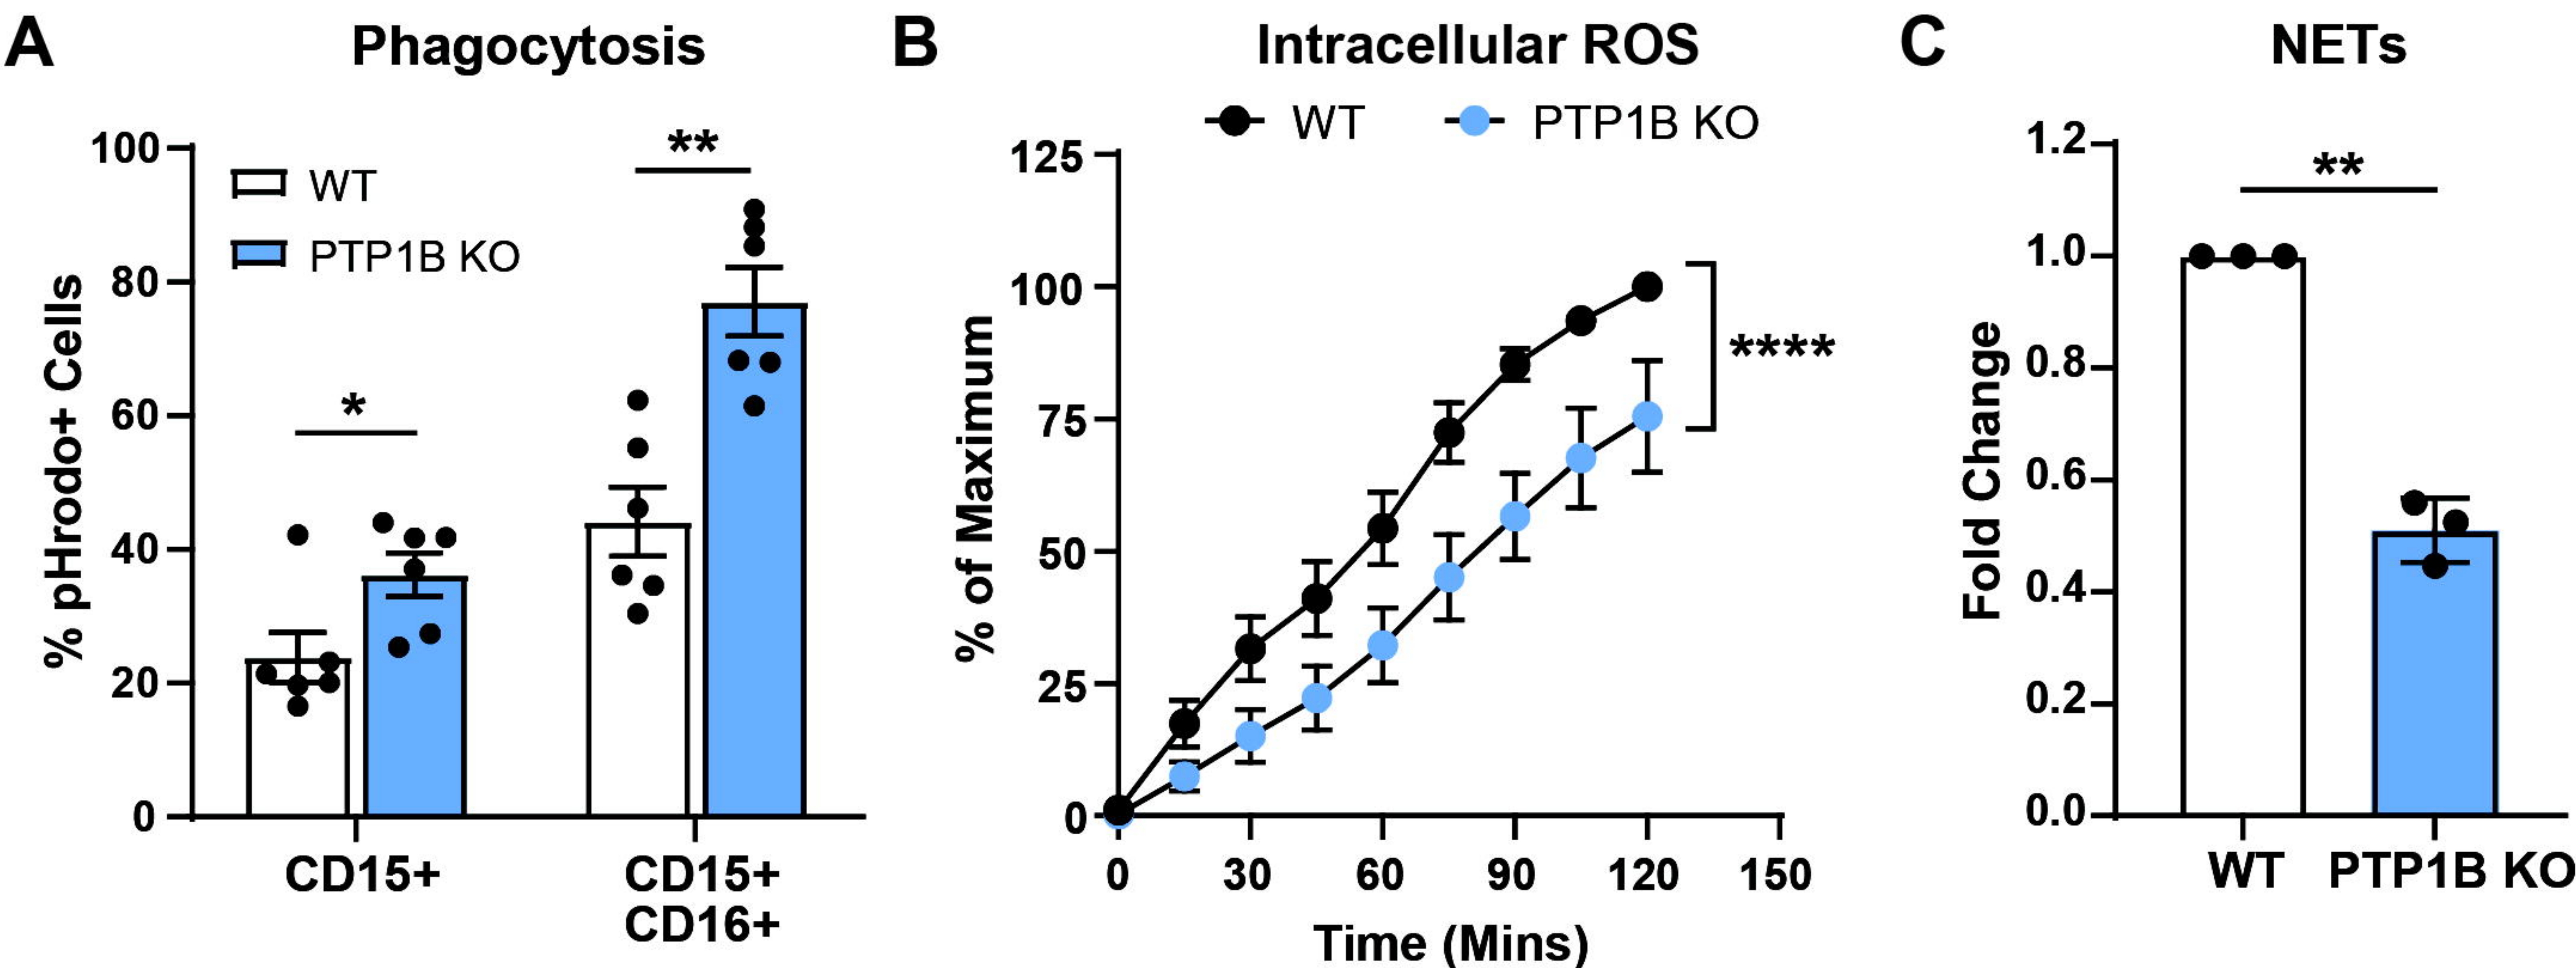 A
Phagocytosis
% pHrodo+ Cells
100
80
60
40
20
0
WT
PTP1B KO
*
**
CD15+
CD15+
CD16+
B
Intracellular ROS
WT
PTP1B KO
% of Maximum
125
100
75
50
25
0
****
0 30 60 90 120 150
Time (Mins)
C
NETs
Fold Change
1.2
1.0
0.8
0.6
0.4
0.2
0.0
**
WT PTP1B KO